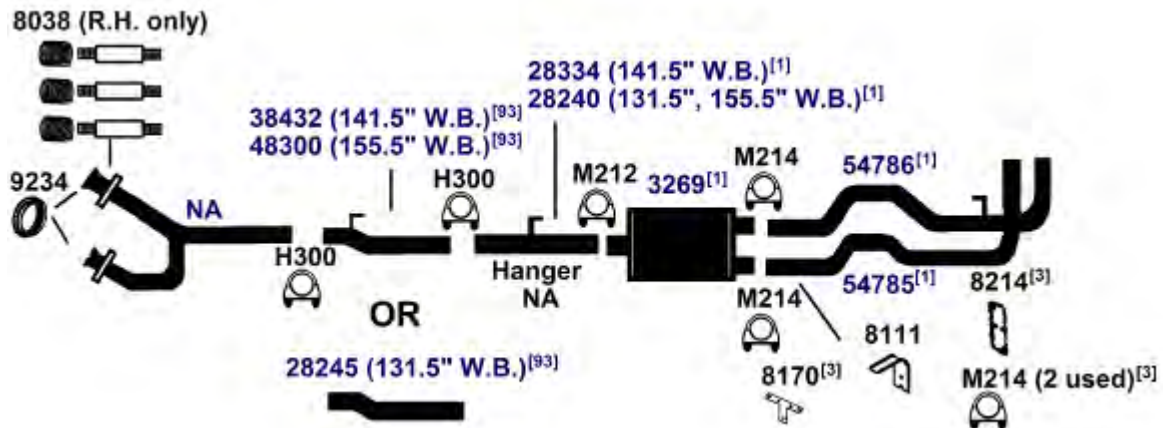 8038 (R.H. only)
28334 (141.5" W.B.)[1]
28240 (131.5", 155.5" W.B.)[1]
38432 (141.5" W.B.)[93]
48300 (155.5" W.B.)[93]
9234
NA
H300
H300
M212
3269[1]
M214
54786[1]
Hanger
NA
OR
M214
54785[1]
8214[3]
28245 (131.5" W.B.)[93]
8170[3]
8111
M214 (2 used)[3]